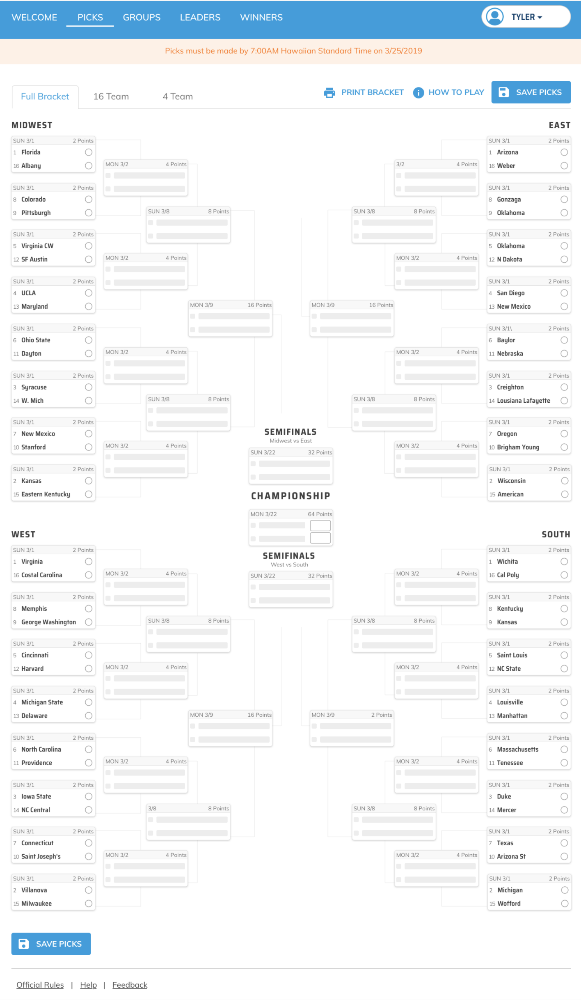 WELCOME PICKS GROUPS LEADERS WINNERS TYLER
Picks must be made by 7:00AM Hawaiian Standard Time on 3/25/2019
Full Bracket 16 Team 4 Team PRINT BRACKET HOW TO PLAY SAVE PICKS
MIDWEST
SUN 3/1 2 Points
1 Florida
16 Albany
SUN 3/1 2 Points
8 Colorado
9 Pittsburgh
SUN 3/1 2 Points
5 Virginia CW
12 SF Austin
SUN 3/1 2 Points
4 UCLA
13 Maryland
SUN 3/1 2 Points
6 Ohio State
11 Dayton
SUN 3/1 2 Points
3 Syracuse
14 W. Mich
SUN 3/1 2 Points
7 New Mexico
10 Stanford
SUN 3/1 2 Points
2 Kansas
15 Eastern Kentucky
MON 3/2 4 Points
MON 3/2 4 Points
MON 3/2 4 Points
MON 3/2 4 Points
SUN 3/8 8 Points
SUN 3/8 8 Points
MON 3/9 16 Points
EAST
SUN 3/1 2 Points
1 Arizona
16 Weber
SUN 3/1 2 Points
8 Gonzaga
9 Oklahoma
SUN 3/1 2 Points
5 Oklahoma
12 N Dakota
SUN 3/1 2 Points
4 San Diego
13 New Mexico
SUN 3/1\ 2 Points
6 Baylor
11 Nebraska
SUN 3/1 2 Points
3 Creighton
14 Lousiana Lafayette
SUN 3/1 2 Points
7 Oregon
10 Brigham Young
SUN 3/1 2 Points
2 Wisconsin
15 American
3/2 4 Points
MON 3/2 4 Points
MON 3/2 4 Points
MON 3/2 4 Points
SUN 3/8 8 Points
SUN 3/8 8 Points
MON 3/9 16 Points
SEMIFINALS
Midwest vs East
SUN 3/22 32 Points
CHAMPIONSHIP
MON 3/22 64 Points
SEMIFINALS
West vs South
SUN 3/22 32 Points
WEST
SUN 3/1 2 Points
1 Virginia
16 Costal Carolina
SUN 3/1 2 Points
8 Memphis
9 George Washington
SUN 3/1 2 Points
5 Cincinnati
12 Harvard
SUN 3/1 2 Points
4 Michigan State
13 Delaware
SUN 3/1 2 Points
6 North Carolina
11 Providence
SUN 3/1 2 Points
3 Iowa State
14 NC Central
SUN 3/1 2 Points
7 Connecticut
10 Saint Joseph's
SUN 3/1 2 Points
2 Villanova
15 Milwaukee
MON 3/2 4 Points
MON 3/2 4 Points
MON 3/2 4 Points
MON 3/2 4 Points
SUN 3/8 8 Points
3/8 8 Points
MON 3/9 16 Points
SOUTH
SUN 3/1 2 Points
1 Wichita
16 Cal Poly
SUN 3/1 2 Points
8 Kentucky
9 Kansas
SUN 3/1 2 Points
5 Saint Louis
12 NC State
SUN 3/1 2 Points
4 Louisville
13 Manhattan
SUN 3/1 2 Points
6 Massachusetts
11 Tenessee
SUN 3/1 2 Points
3 Duke
14 Mercer
SUN 3/1 2 Points
7 Texas
10 Arizona St
SUN 3/1 2 Points
2 Michigan
15 Wofford
MON 3/2 4 Points
MON 3/2 4 Points
MON 3/2 4 Points
MON 3/2 4 Points
SUN 3/8 8 Points
SUN 3/8 8 Points
MON 3/9 2 Points
SAVE PICKS
Official Rules | Help | Feedback